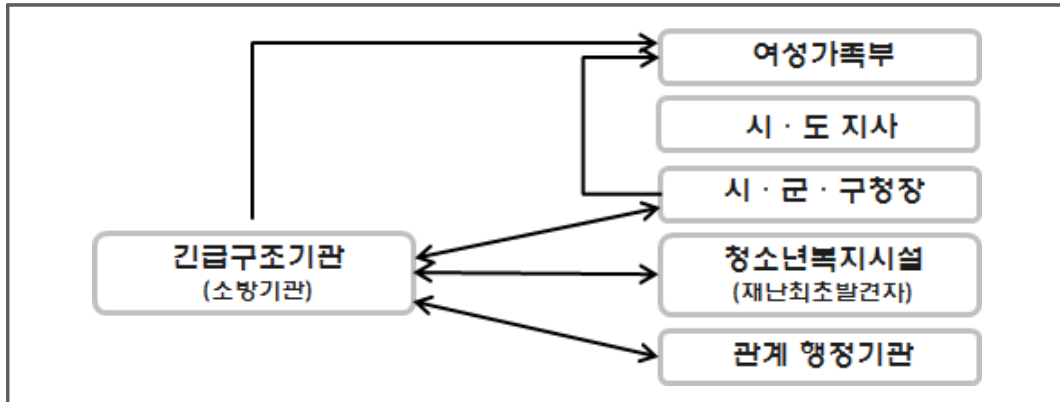 여성가족부
시 · 도 지사
시 · 군 · 구청장
긴급구조기관
(소방기관)
청소년복지시설
(재난최초발견자)
관계 행정기관